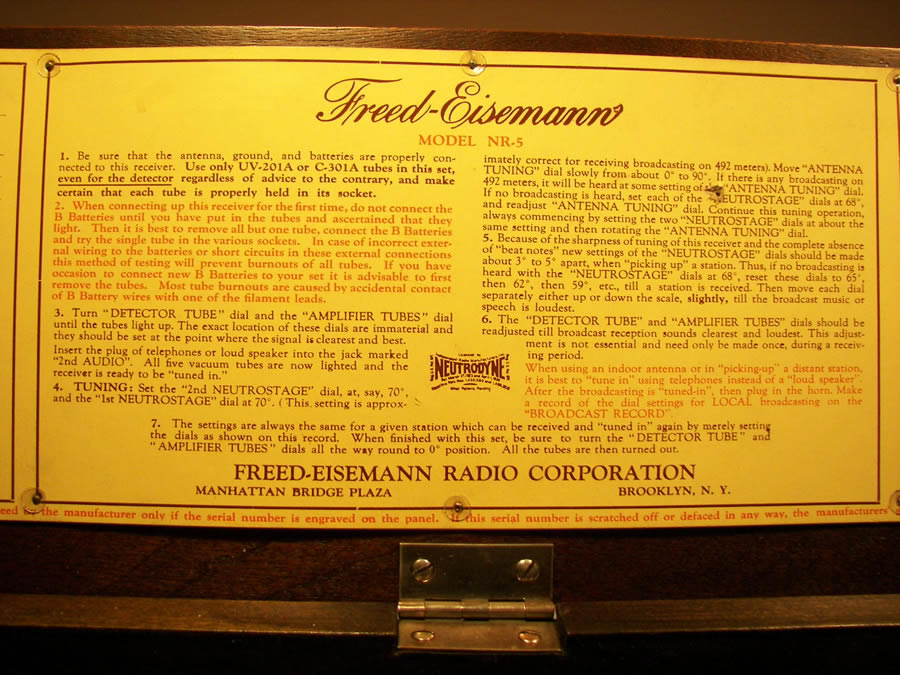 Freed-Eisemann
MODEL NR-5
1. Be sure that the antenna, ground, and batteries are properly con-
nected to this receiver. Use only UV-201A or C-301A tubes in this set,
even for the detector regardless of advice to the contrary, and make
certain that each tube is properly held in its socket.
2. When connecting up this receiver for the first time, do not connect the
B Batteries until you have put in the tubes and ascertained that they
light. Then it is best to remove all but one tube, connect the B Batteries
and try the single tube in the various sockets. In case of incorrect exter-
nal wiring to the batteries or short circuits in these external connections
this method of testing will prevent burnouts of all tubes. If you have
occasion to connect new B Batteries to your set it is advisable to first
remove the tubes. Most tube burnouts are caused by accidental contact
of B Battery wires with one of the filament leads.
3. Turn "DETECTOR TUBE" dial and the "AMPLIFIER TUBES" dial
until the tubes light up. The exact location of these dials are immaterial and
they should be set at the point where the signal is clearest and best.
Insert the plug of telephones or loud speaker into the jack marked
"2nd AUDIO". All five vacuum tubes are now lighted and the
receiver is ready to be "tuned in."
4. TUNING: Set the "2nd NEUTROSTAGE" dial, at, say, 70°,
and the "1st NEUTROSTAGE" dial at 70°. (This setting is approx-
imately correct for receiving broadcasting on 492 meters). Move "ANTENNA
TUNING" dial slowly from about 0° to 90°. If there is any broadcasting on
492 meters, it will be heard at some setting of "ANTENNA TUNING" dial.
If no broadcasting is heard, set each of the "NEUTROSTAGE" dials at 68°,
and readjust "ANTENNA TUNING" dial. Continue this tuning operation,
always commencing by setting the two "NEUTROSTAGE" dials at about the
same setting and then rotating the "ANTENNA TUNING" dial.
5. Because of the sharpness of tuning of this receiver and the complete absence
of "beat notes" new settings of the "NEUTROSTAGE" dials should be made
about 3° to 5° apart, when "picking up" a station. Thus, if no broadcasting is
heard with the "NEUTROSTAGE" dials at 68°, reset these dials to 65°,
then 62°, then 59°, etc., till a station is received. Then move each dial
separately either up or down the scale, slightly, till the broadcast music or
speech is loudest.
6. The "DETECTOR TUBE" and "AMPLIFIER TUBES" dials should be
readjusted till broadcast reception sounds clearest and loudest. This adjust-
ment is not essential and need only be made once, during a receiv-
ing period.
When using an indoor antenna or in "picking-up" a distant station,
it is best to "tune in" using telephones instead of a "loud speaker".
After the broadcasting is "tuned-in", then plug in the horn. Make
a record of the dial settings for LOCAL broadcasting on the
"BROADCAST RECORD".
NEUTRODYNE
7. The settings are always the same for a given station which can be received and "tuned in" again by merely setting
the dials as shown on this record. When finished with this set, be sure to turn the "DETECTOR TUBE" and
"AMPLIFIER TUBES" dials all the way round to 0° position. All the tubes are then turned out.
FREED-EISEMANN RADIO CORPORATION
MANHATTAN BRIDGE PLAZA BROOKLYN, N. Y.
the manufacturer only if the serial number is engraved on the panel. If this serial number is scratched off or defaced in any way, the manufacturers'